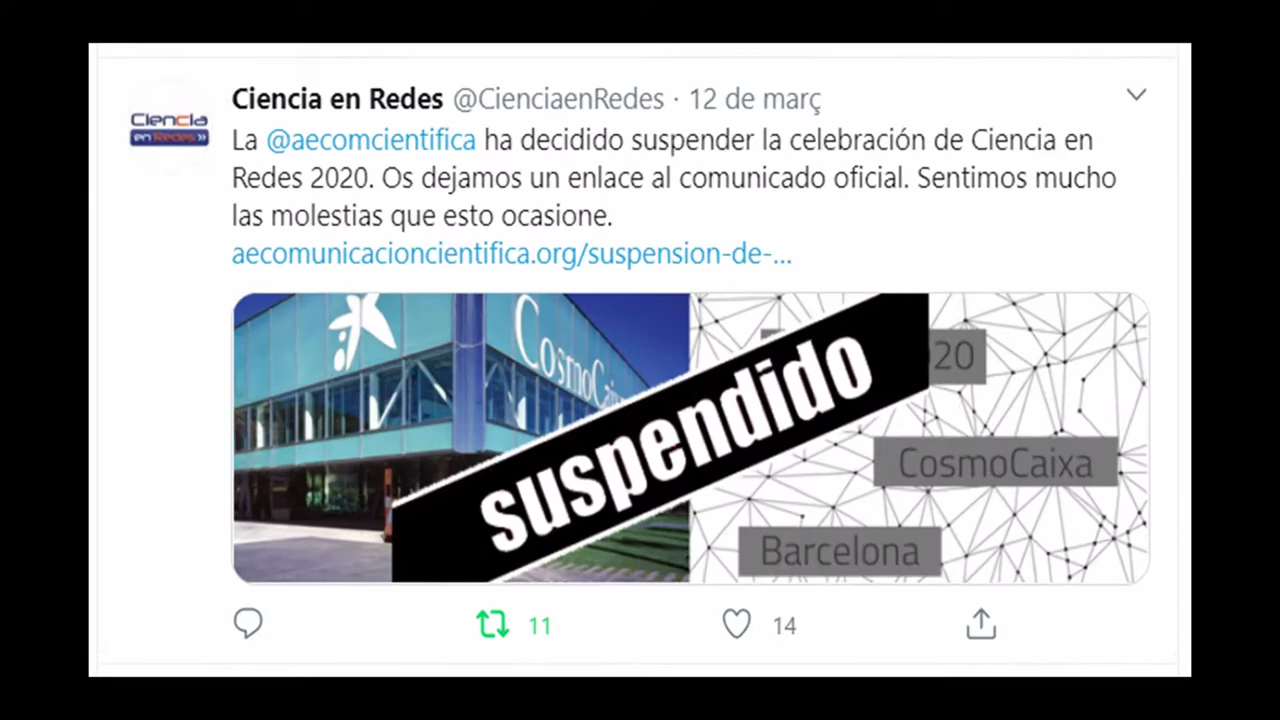 Ciencia en Redes @CienciaenRedes · 12 de març
Ciencia
en Redes »
La @aecomcientifica ha decidido suspender la celebración de Ciencia en
Redes 2020. Os dejamos un enlace al comunicado oficial. Sentimos mucho
las molestias que esto ocasione.
aecomunicacioncientifica.org/suspension-de-...
CosmoCaixa
suspendido
20
CosmoCaixa
Barcelona
11
14